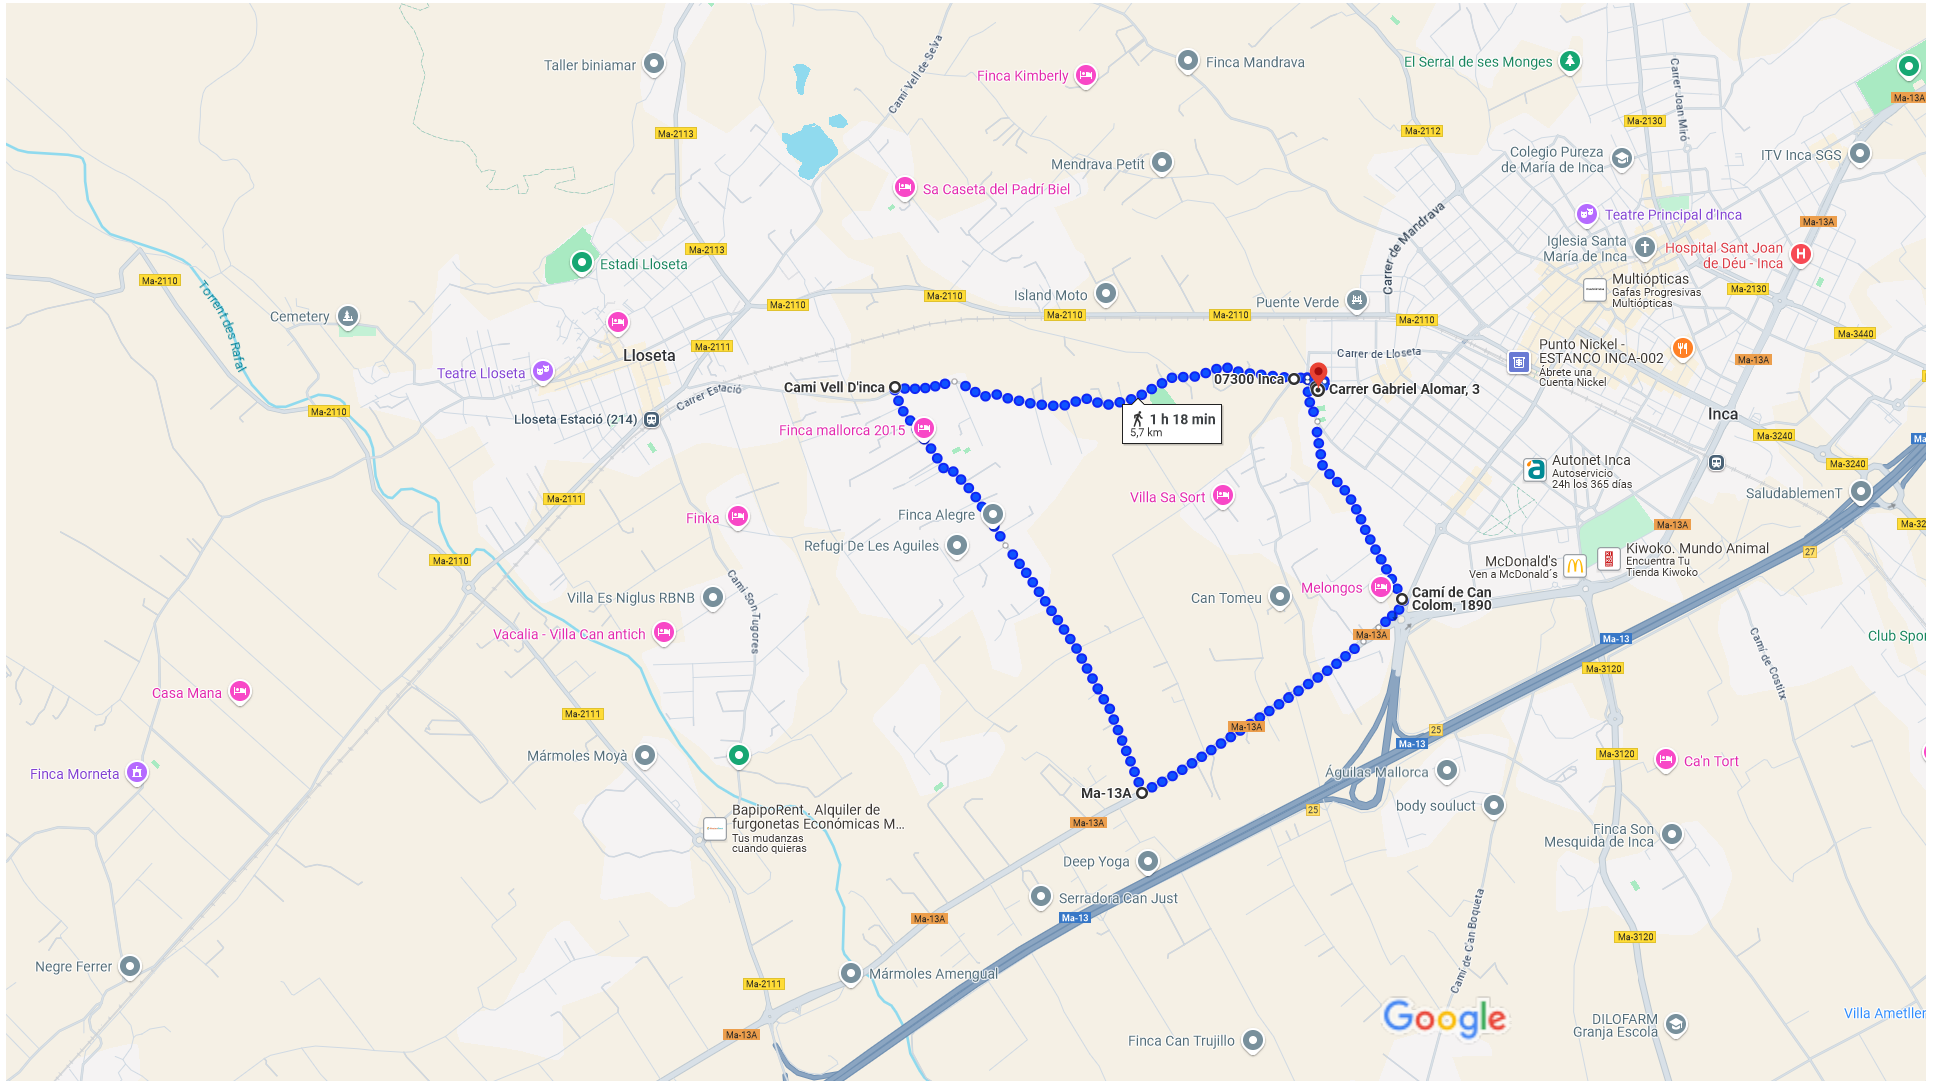 Taller biniamar
Camí Vell de Selva
Finca Kimberly
Finca Mandrava
El Serral de ses Monges
Carrer Joan Miró
Ma-13A
Ma-2113
Ma-2112
Ma-2130
Mendrava Petit
Colegio Pureza
de María de Inca
ITV Inca SGS
Sa Caseta del Padrí Biel
Teatre Principal d'Inca
Ma-13A
Carrer de Mandrava
Iglesia Santa
María de Inca
Hospital Sant Joan
de Déu - Inca
Ma-2113
Estadi Lloseta
Ma-2110
Torrent des Rafal
Multiópticas
Gafas Progresivas
Multiópticas
Ma-2130
Island Moto
Ma-2110
Ma-2110
Puente Verde
Cemetery
Ma-2110
Ma-2110
Ma-2110
Ma-3440
Ma-2111
Lloseta
Carrer de Lloseta
Punto Nickel -
ESTANCO INCA-002
Ábrete una
Cuenta Nickel
Ma-13A
Teatre Lloseta
Cami Vell D'inca
07300 Inca
Carrer Gabriel Alomar, 3
Carrer Estació
Ma-2110
Lloseta Estació (214)
Finca mallorca 2015
1 h 18 min
5,7 km
Inca
Ma-3240
Ma-3240
Autonet Inca
Autoservicio
24h los 365 días
SaludablemenT
Ma-2111
Villa Sa Sort
Finka
Finca Alegre
Ma-13A
Ma-32
Refugi De Les Aguiles
Ma-2110
27
McDonald's
Ven a McDonald´s
Kiwoko. Mundo Animal
Encuentra Tu
Tienda Kiwoko
Camí Son Tugores
Villa Es Niglus RBNB
Can Tomeu
Melongos
Camí de Can
Colom, 1890
Vacalia - Villa Can antich
Ma-13A
Ma-13
Club Spor
Camí de Costitx
Ma-3120
Casa Mana
Ma-2111
Ma-13A
25
Ma-13
Mármoles Moyà
Ma-3120
Ca'n Tort
Finca Morneta
Águilas Mallorca
Ma-13A
body souluct
25
BapipoRent . Alquiler de
furgonetas Económicas M...
Tus mudanzas
cuando quieras
Ma-13A
Finca Son
Mesquida de Inca
Deep Yoga
Serradora Can Just
Ma-13A
Ma-13
Camí de Can Boqueta
Ma-3120
Negre Ferrer
Mármoles Amengual
Ma-2111
Google
Villa Ametller
Ma-13A
Finca Can Trujillo
DILOFARM
Granja Escola